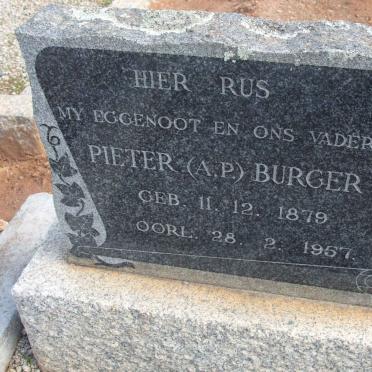 HIER RUS
MY EGGENOOT EN ONS VADER
PIETER (A.P.) BURGER
GEB. 11. 12. 1879
OORL. 28. 2. 1957.